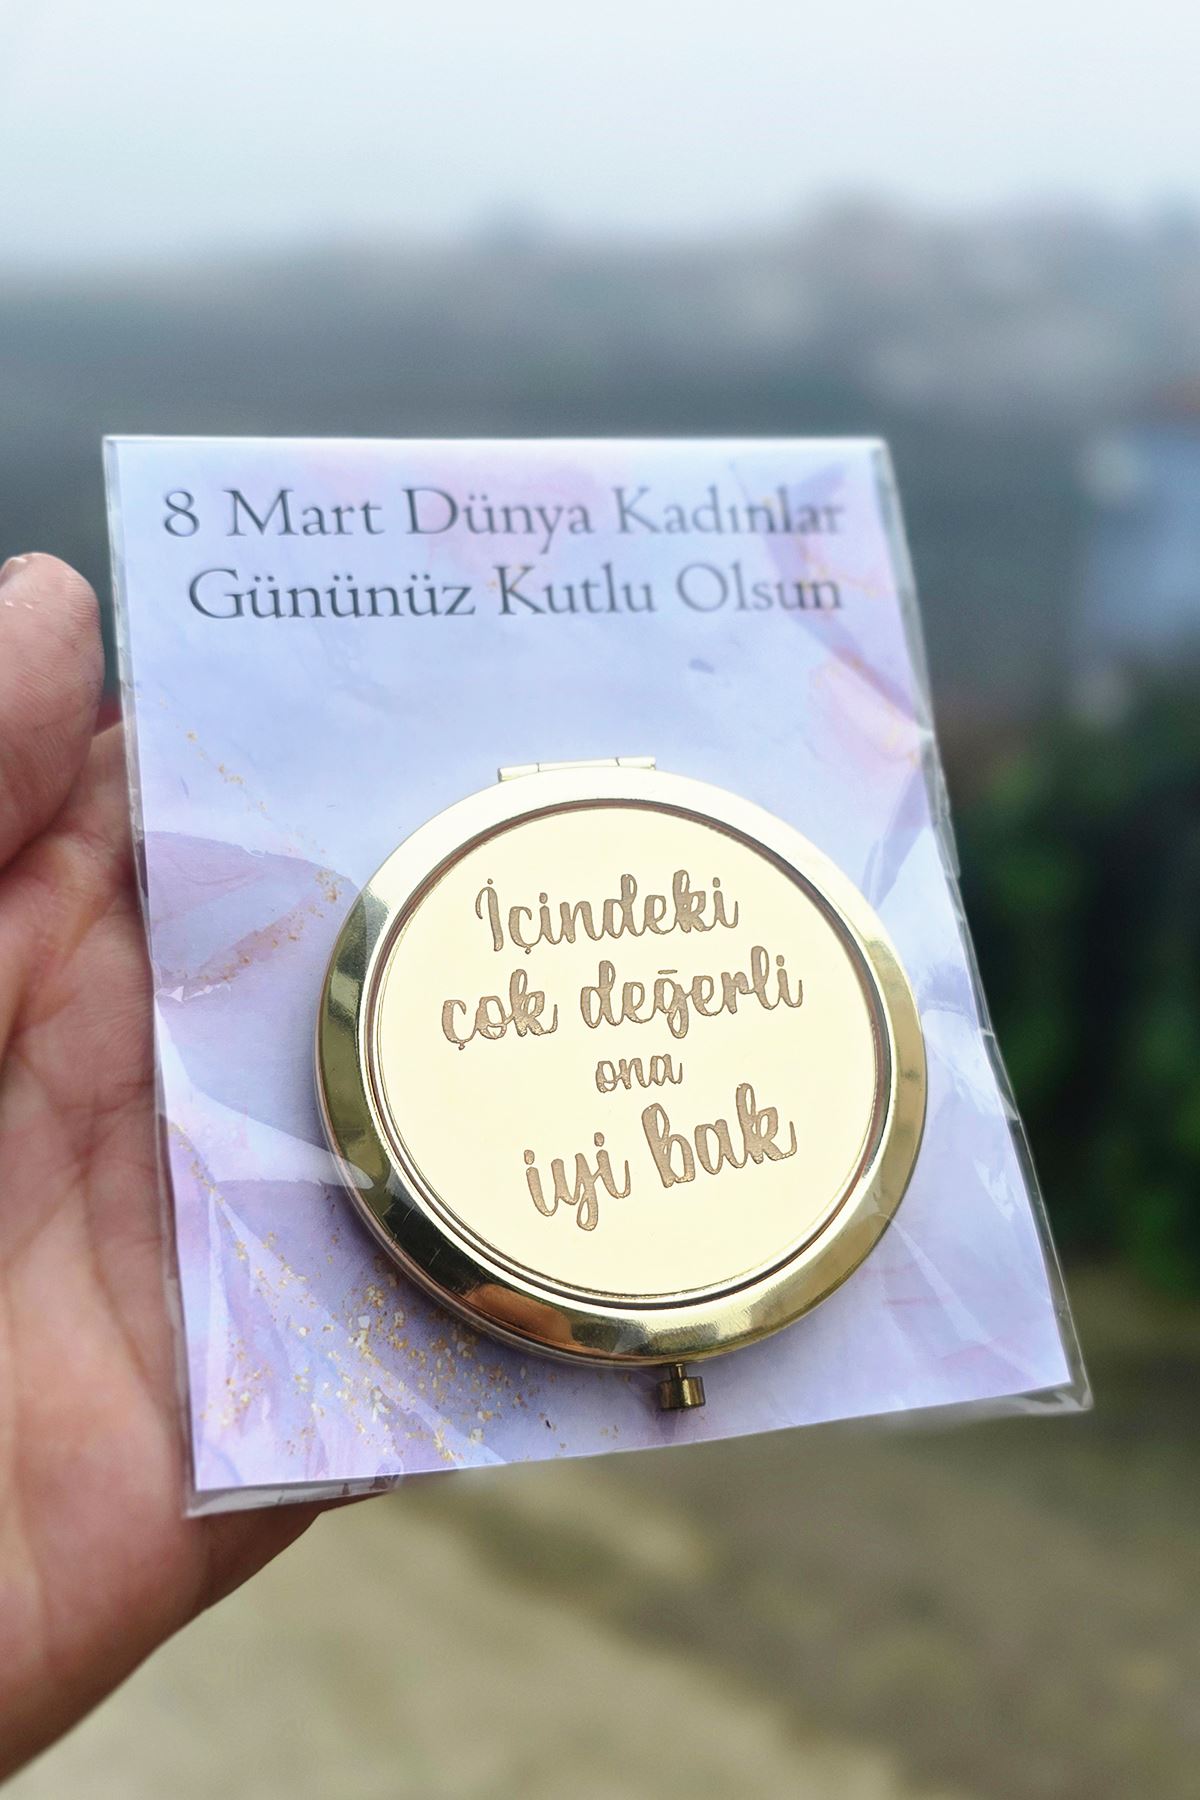 8 Mart Dünya Kadınlar
Gününüz Kutlu Olsun
İçindeki
çok değerli
ona
iyi bak